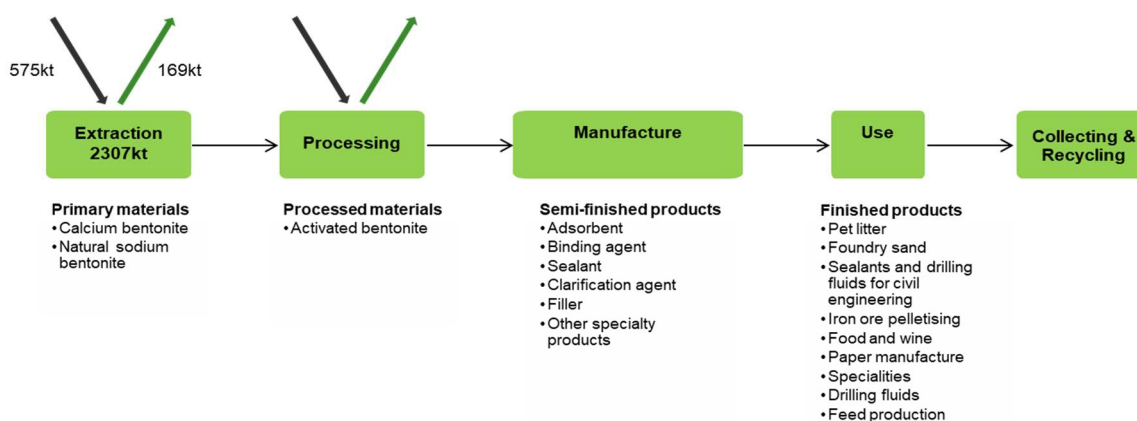 575kt
169kt
Extraction
2307kt
Processing
Manufacture
Use
Collecting &
Recycling
Primary materials
• Calcium bentonite
• Natural sodium
bentonite
Processed materials
• Activated bentonite
Semi-finished products
• Adsorbent
• Binding agent
• Sealant
• Clarification agent
• Filler
• Other specialty
products
Finished products
• Pet litter
• Foundry sand
• Sealants and drilling
fluids for civil
engineering
• Iron ore pelletising
• Food and wine
• Paper manufacture
• Specialities
• Drilling fluids
• Feed production